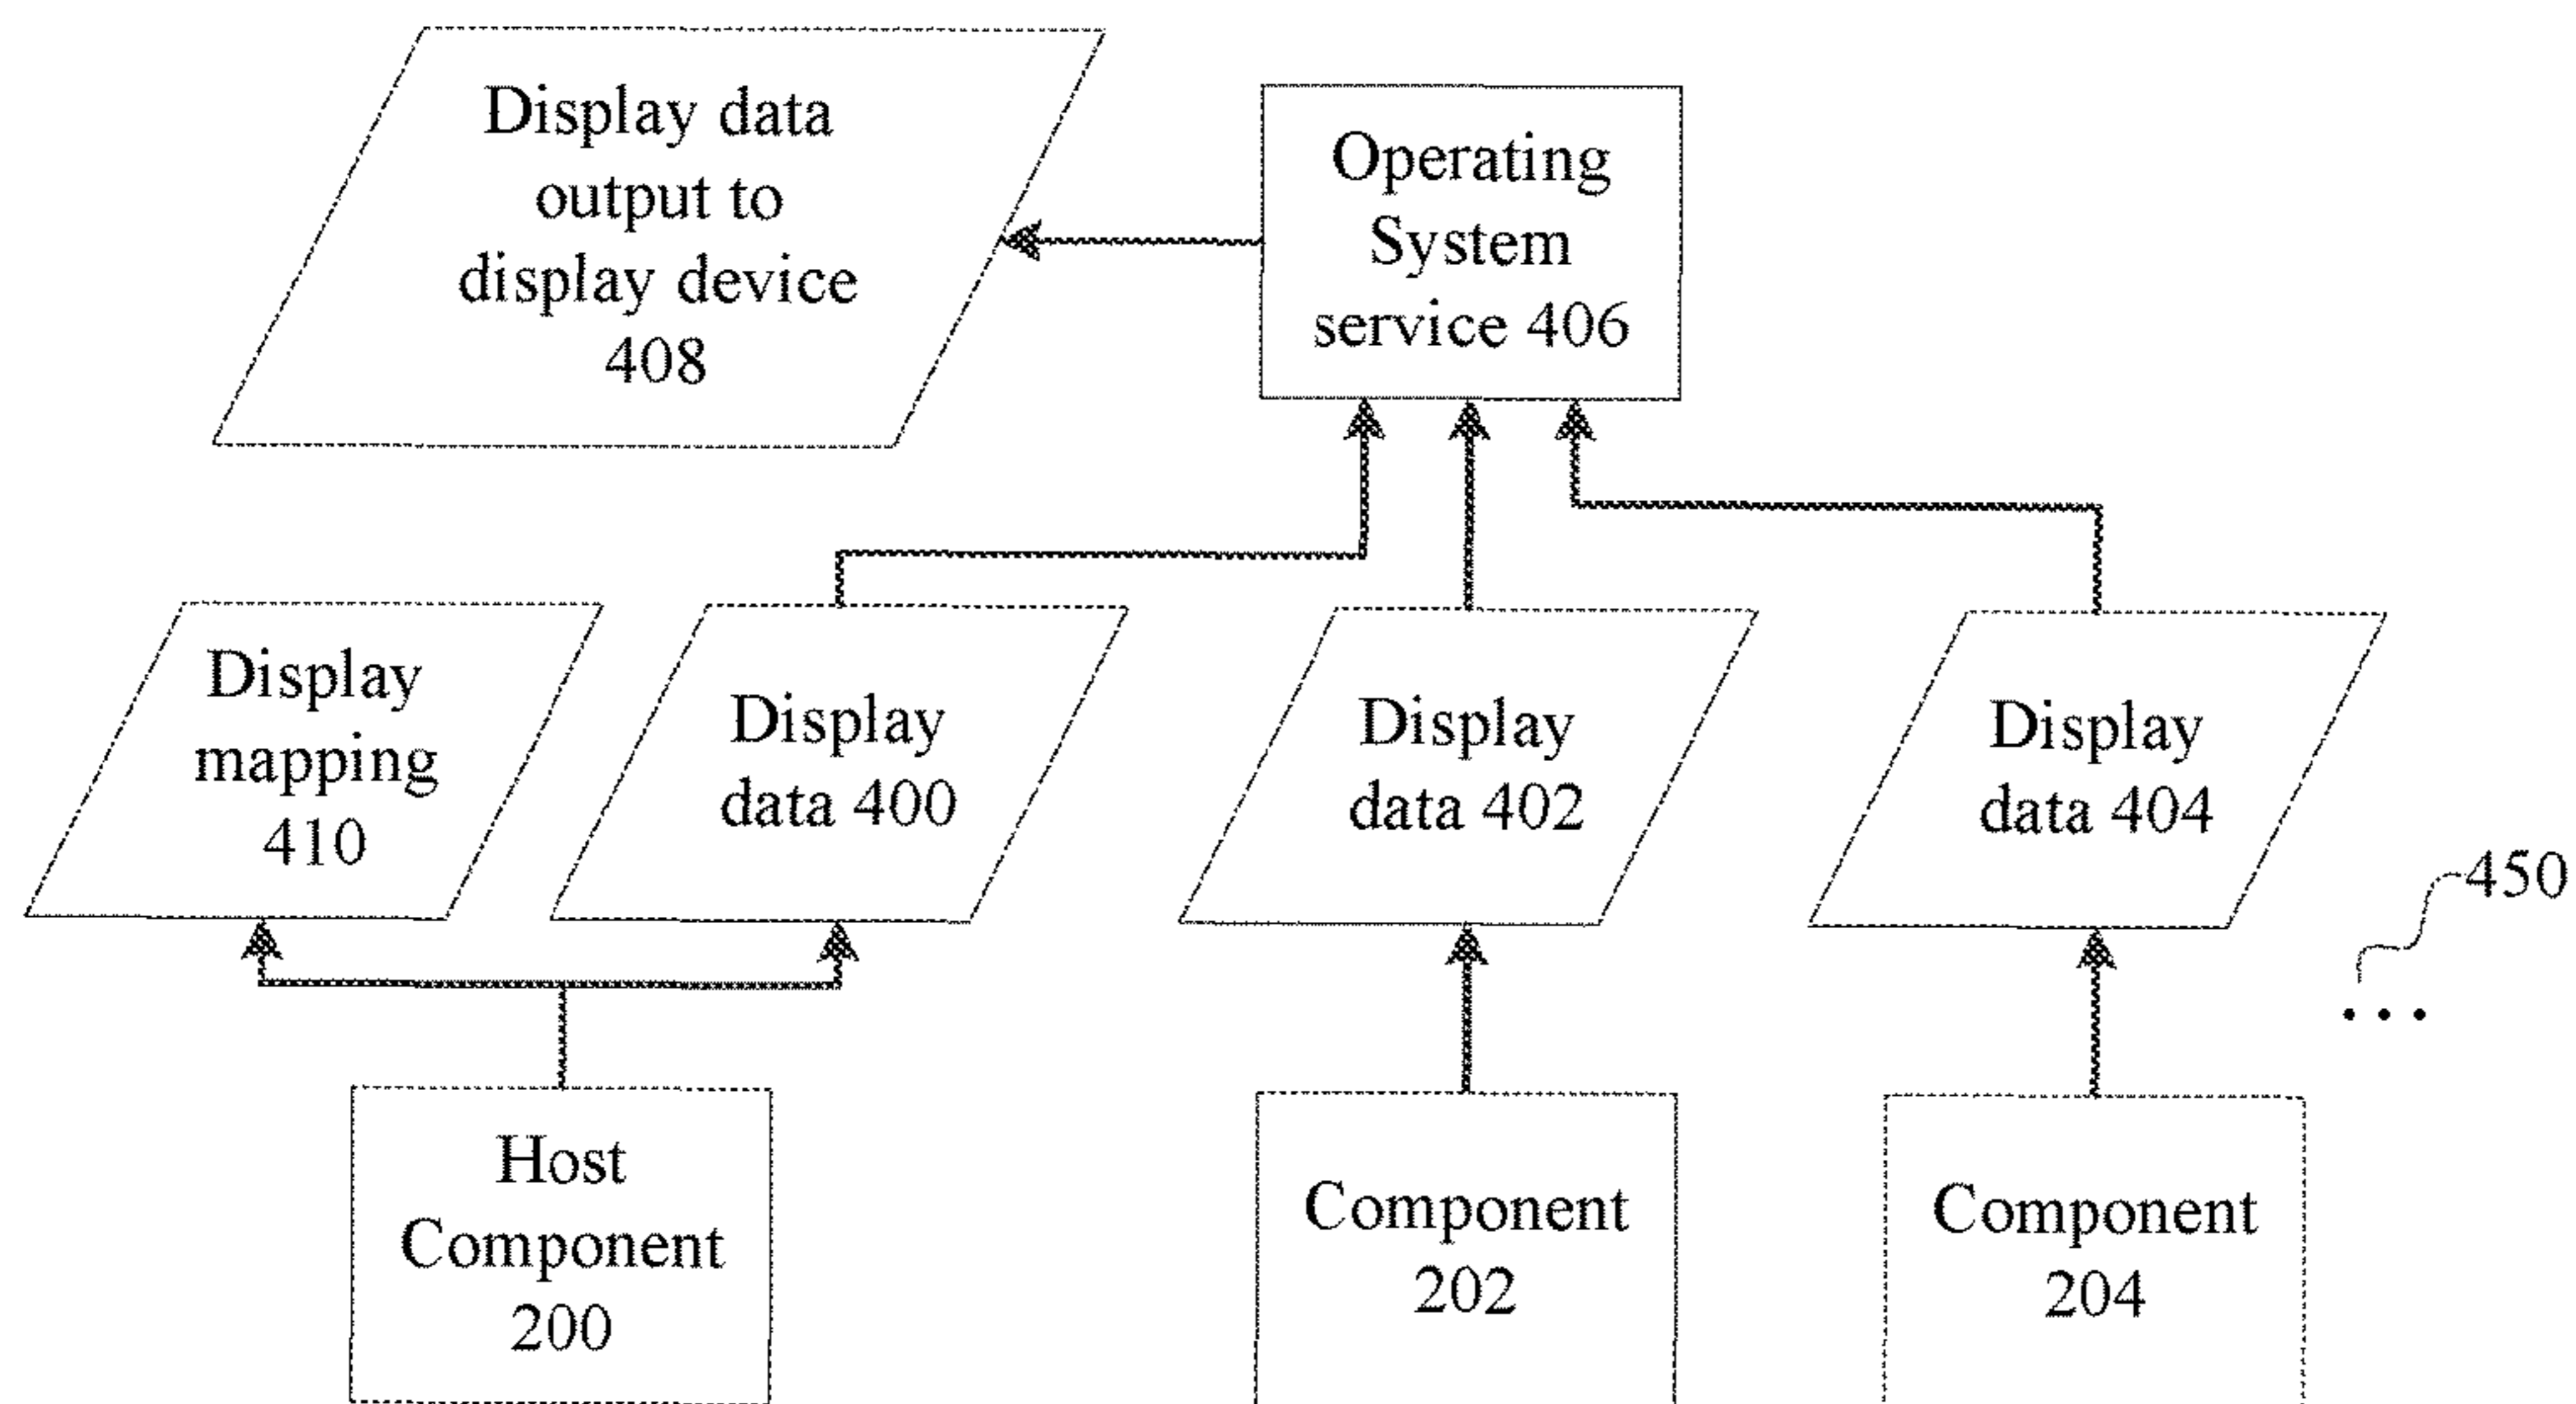 Display data
output to
display device
408
Operating
System
service 406
Display
mapping
410
Display
data 400
Display
data 402
Display
data 404
450
...
Host
Component
200
Component
202
Component
204